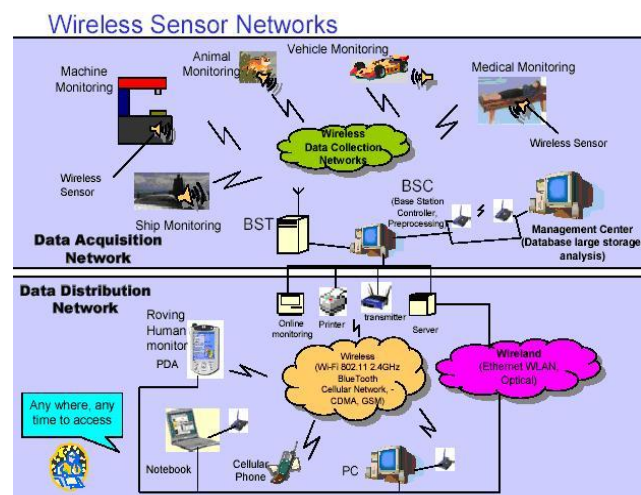 Wireless Sensor Networks
Machine
Monitoring
Animal
Monitoring
Vehicle Monitoring
Medical Monitoring
Wireless
Data Collection
Networks
Wireless
Sensor
Wireless Sensor
Ship Monitoring
BST
BSC
(Base Station
Controller,
Preprocessing)
Management Center
(Database large storage,
analysis)
Data Acquisition
Network
Data Distribution
Network
Online
monitoring
Printer
transmitter
Server
Roving
Human
monitor
PDA
Wireless
(Wi-Fi 802.11 2.4GHz
BlueTooth
Cellular Network, -
CDMA, GSM)
Wireland
(Ethernet WLAN,
Optical)
Any where, any
time to access
Notebook
Cellular
Phone
PC